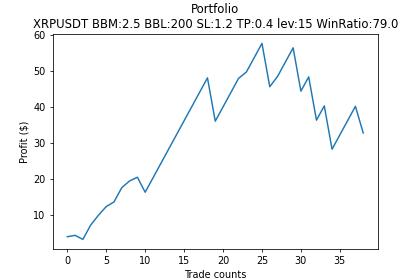 Portfolio
XRPUSDT BBM:2.5 BBL:200 SL:1.2 TP:0.4 lev:15 WinRatio:79.0
60
50
40
30
20
10
Profit ($)
0 5 10 15 20 25 30 35
Trade counts